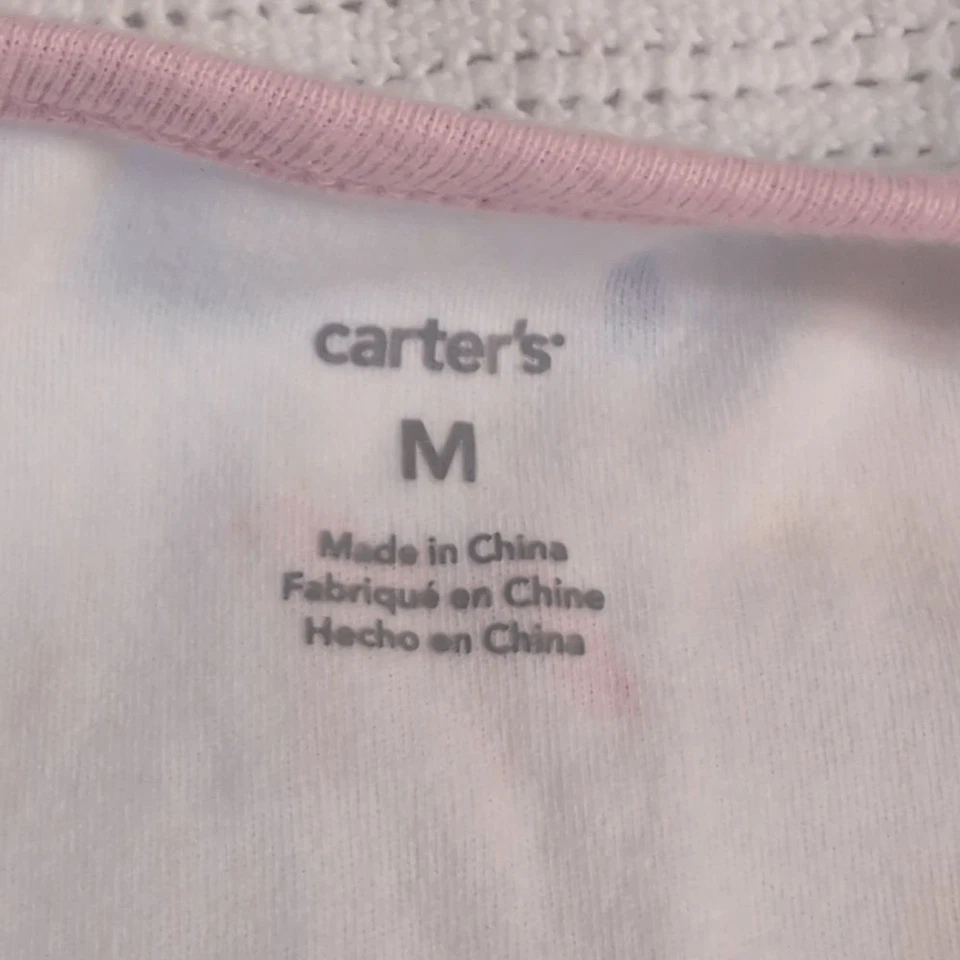 carter's
M
Made in China
Fabriqué en Chine
Hecho en China